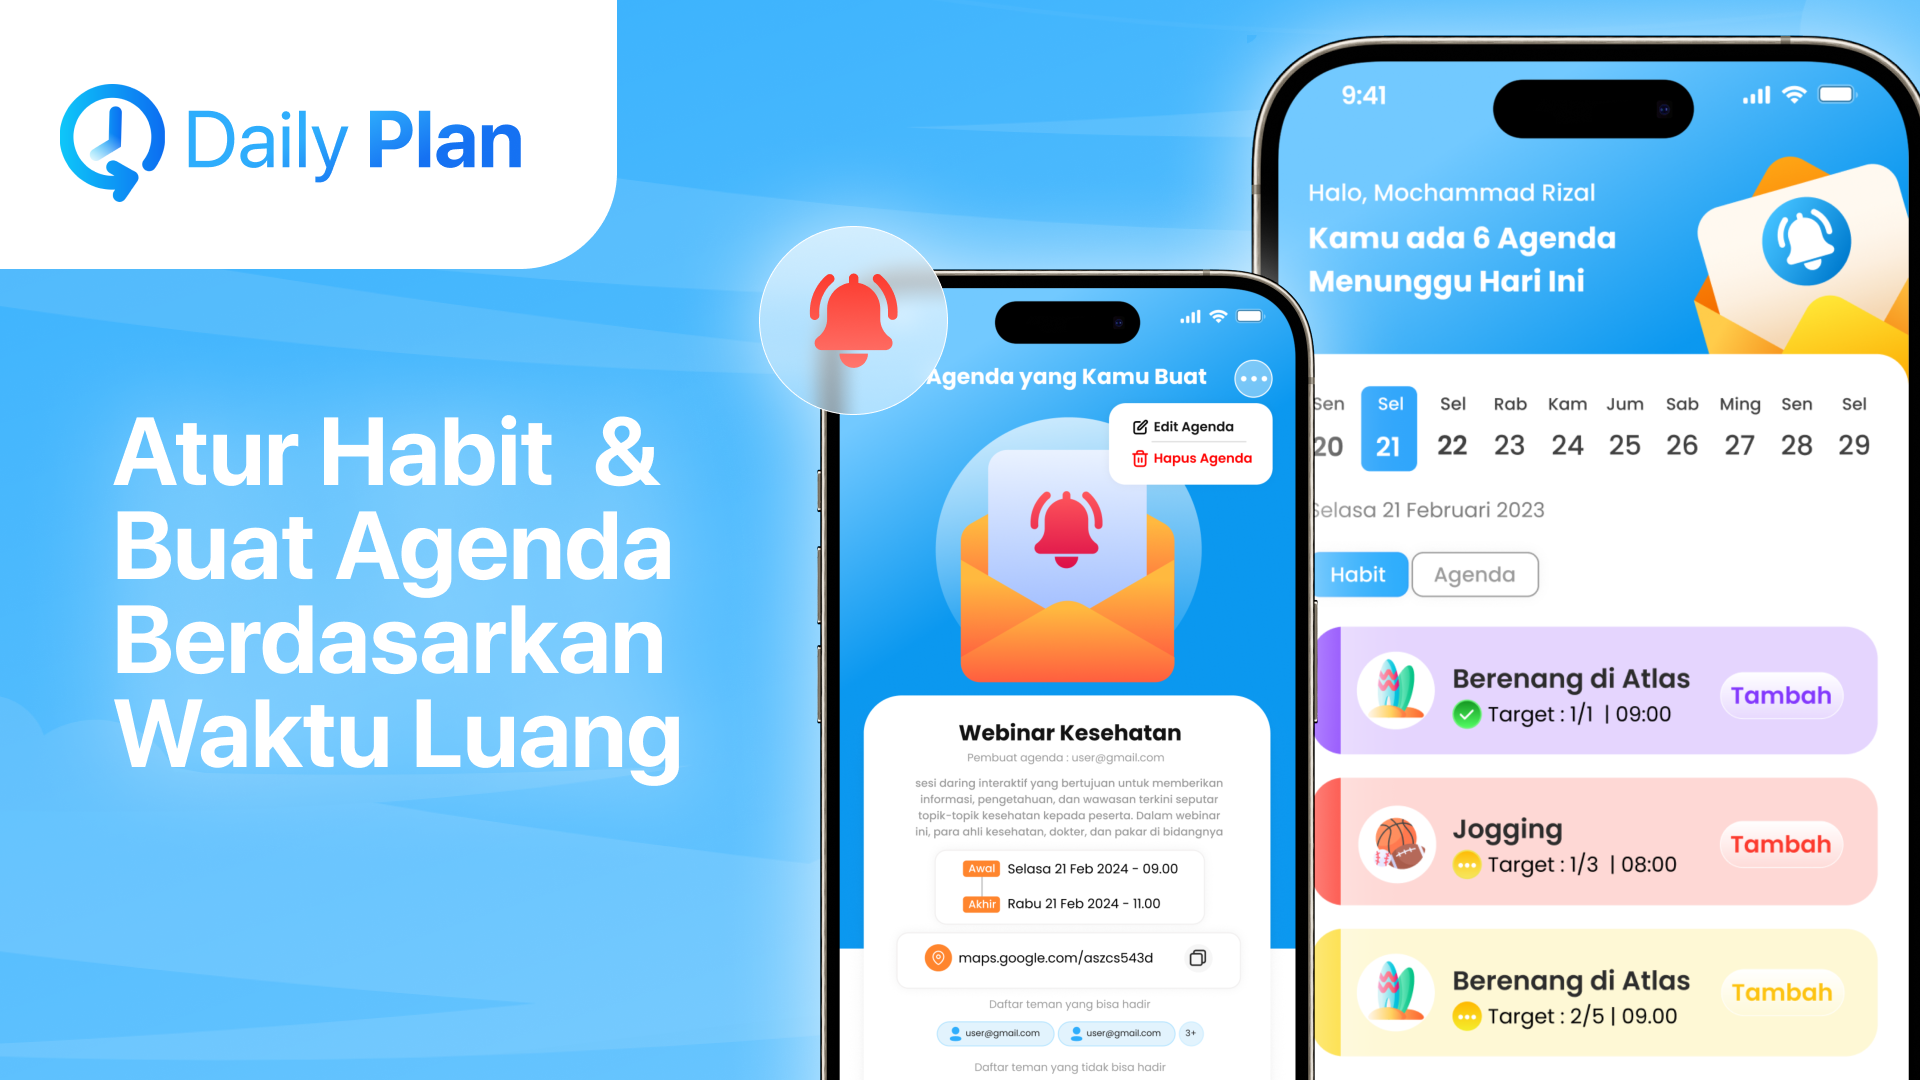 Daily Plan
Atur Habit &
Buat Agenda
Berdasarkan
Waktu Luang
Agenda yang Kamu Buat
Edit Agenda
Hapus Agenda
Webinar Kesehatan
Pembuat agenda : user@gmail.com
sesi daring interaktif yang bertujuan untuk memberikan
informasi, pengetahuan, dan wawasan terkini seputar
topik-topik kesehatan kepada peserta. Dalam webinar
ini, para ahli kesehatan, dokter, dan pakar di bidangnya
Awal Selasa 21 Feb 2024 - 09.00
Akhir Rabu 21 Feb 2024 - 11.00
maps.google.com/aszcs543d
Daftar teman yang bisa hadir
user@gmail.com user@gmail.com 3+
Daftar teman yang tidak bisa hadir
9:41
Halo, Mochammad Rizal
Kamu ada 6 Agenda
Menunggu Hari Ini
Sen Sel Sel Rab Kam Jum Sab Ming Sen Sel
20 21 22 23 24 25 26 27 28 29
Selasa 21 Februari 2023
Habit Agenda
Berenang di Atlas
Target : 1/1 | 09:00
Tambah
Jogging
Target : 1/3 | 08:00
Tambah
Berenang di Atlas
Target : 2/5 | 09.00
Tambah